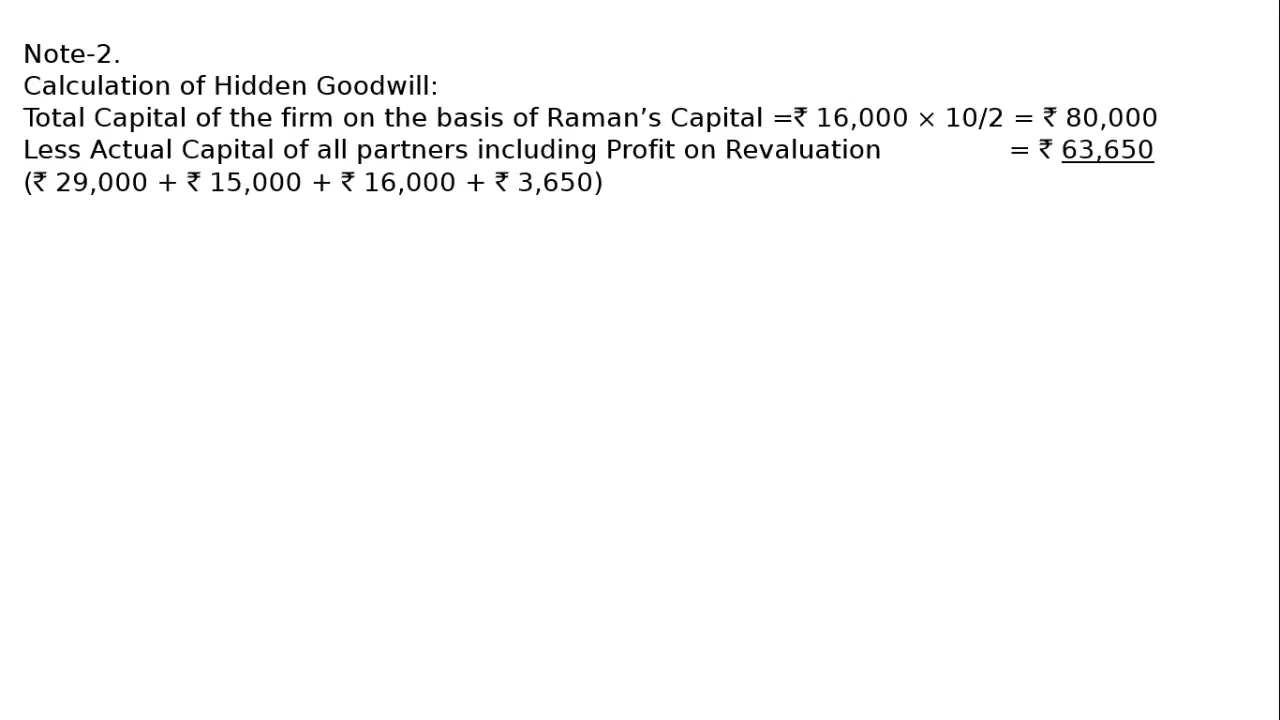 Note-2.
Calculation of Hidden Goodwill:
Total Capital of the firm on the basis of Raman’s Capital =₹ 16,000 × 10/2 = ₹ 80,000
Less Actual Capital of all partners including Profit on Revaluation = ₹ 63,650
(₹ 29,000 + ₹ 15,000 + ₹ 16,000 + ₹ 3,650)